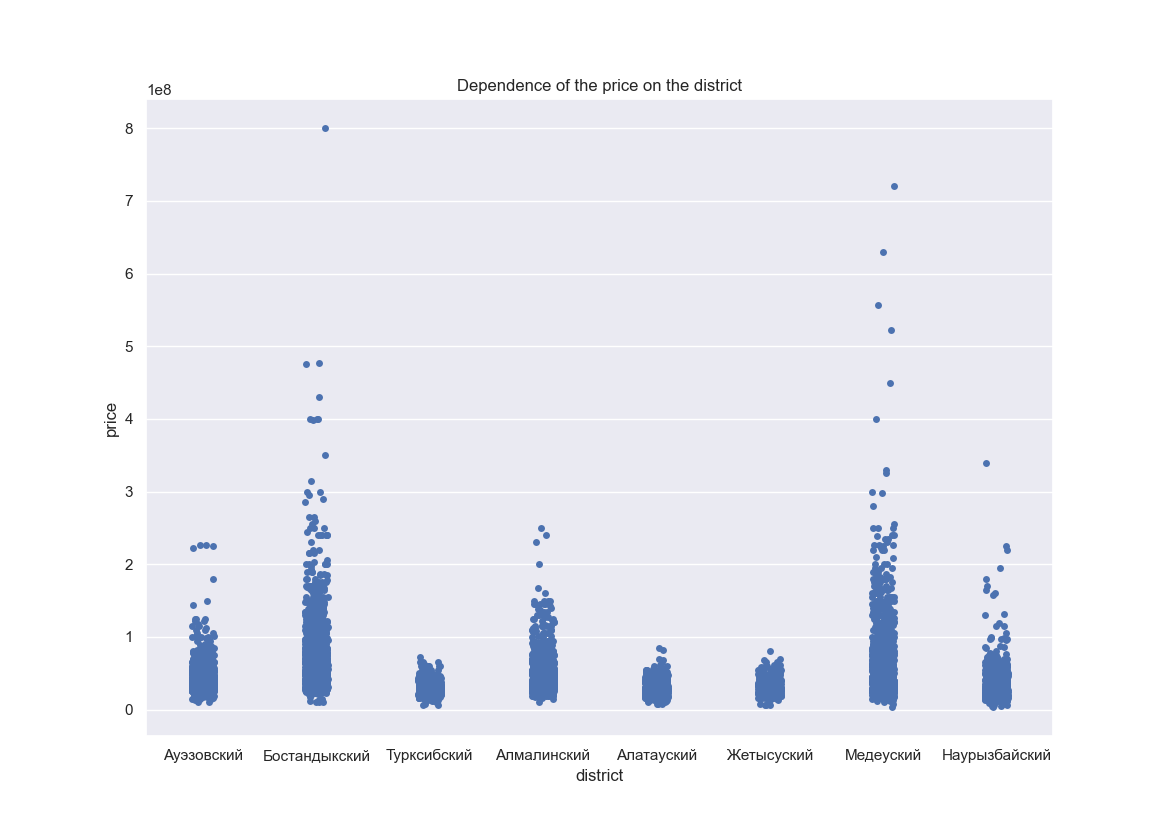 Dependence of the price on the district
1e8
8
7
6
5
4
3
2
1
0
price
Ауэзовский Бостандыкский Турксибский Алмалинский Алатауский Жетысуский Медеуский Наурызбайский
district